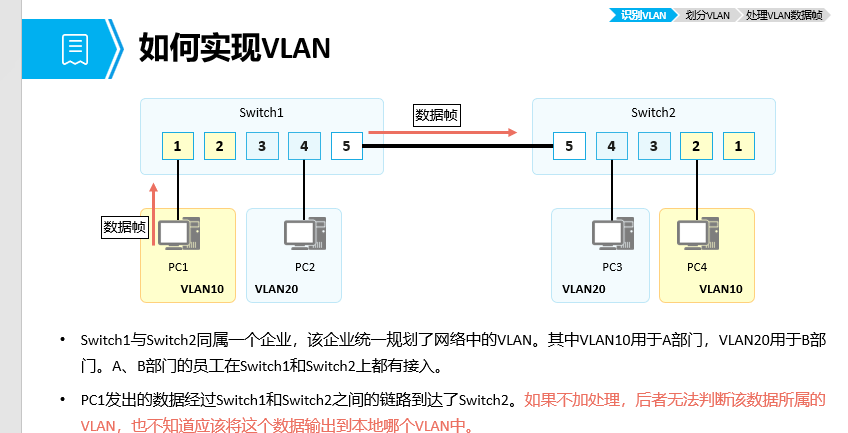 识别VLAN 划分VLAN 处理VLAN数据帧
如何实现VLAN
Switch1 数据帧 Switch2
1 2 3 4 5 5 4 3 2 1
数据帧
PC1 PC2 PC3 PC4
VLAN10 VLAN20 VLAN20 VLAN10
• Switch1与Switch2同属一个企业，该企业统一规划了网络中的VLAN。其中VLAN10用于A部门，VLAN20用于B部
门。A、B部门的员工在Switch1和Switch2上都有接入。
• PC1发出的数据经过Switch1和Switch2之间的链路到达了Switch2。如果不加处理，后者无法判断该数据所属的
VLAN，也不知道应该将这个数据输出到本地哪个VLAN中。